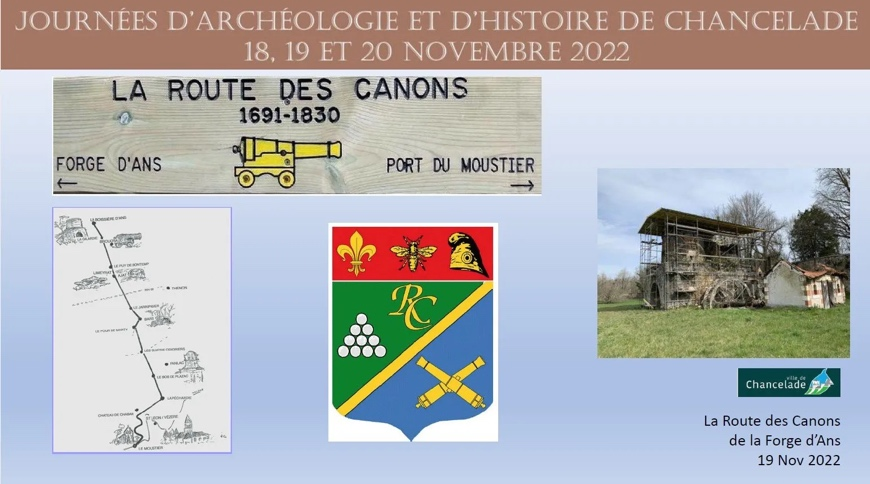 JOURNÉES D'ARCHÉOLOGIE ET D'HISTOIRE DE CHANCELADE
18, 19 ET 20 NOVEMBRE 2022
LA ROUTE DES CANONS
1691-1830
FORGE D'ANS
PORT DU MOUSTIER
LE MOUSTIER
RC
ville de
Chancelade
La Route des Canons
de la Forge d'Ans
19 Nov 2022